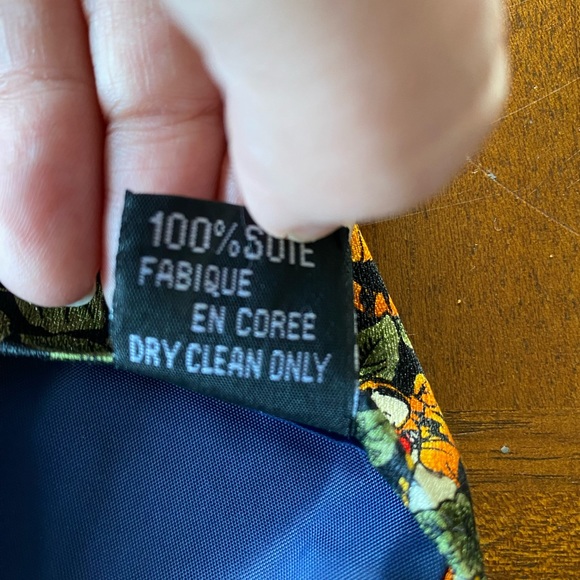 100% SOIE
FABIQUE
EN COREE
DRY CLEAN ONLY